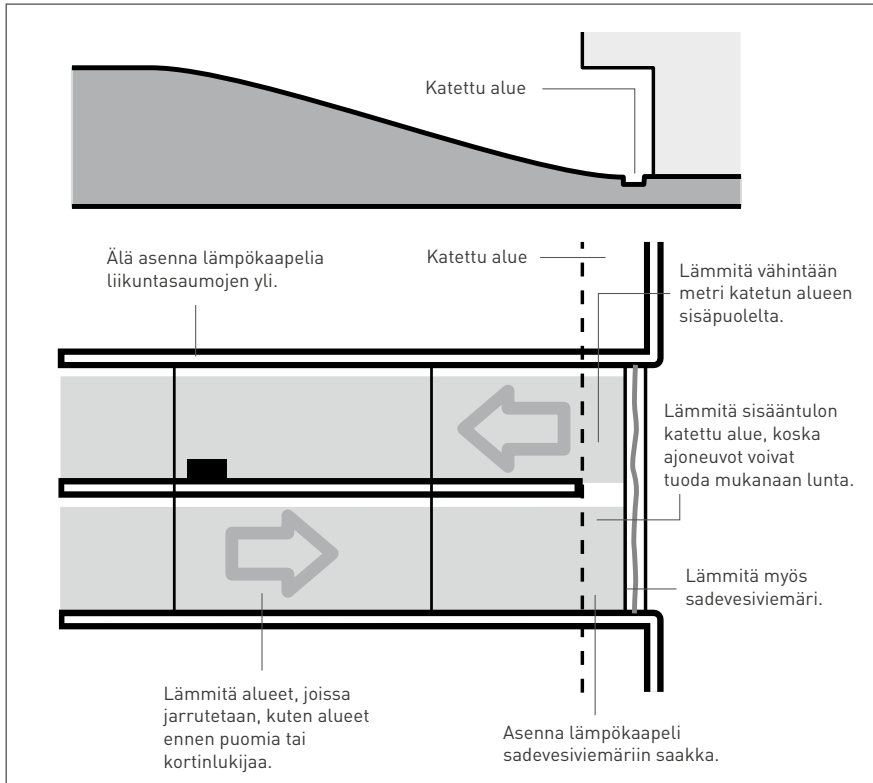 Katettu alue
Älä asenna lämpökaapelia
liikuntasaumojen yli.
Katettu alue
Lämmitä vähintään
metri katetun alueen
sisäpuolelta.
Lämmitä sisääntulon
katettu alue, koska
ajoneuvot voivat
tuoda mukanaan lunta.
Lämmitä myös
sadevesiviemäri.
Lämmitä alueet, joissa
jarrutetaan, kuten alueet
ennen puomia tai
kortinlukijaa.
Asenna lämpökaapeli
sadevesiviemäriin saakka.